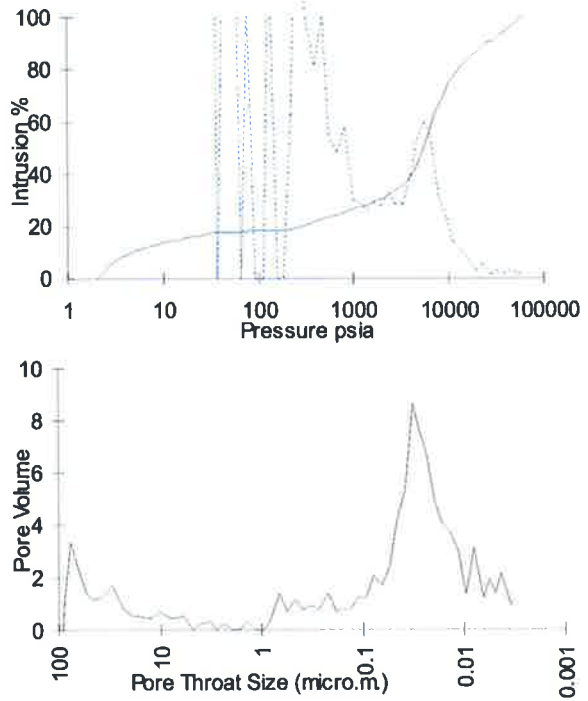 100
80
60
40
20
0
Intrusion %
1 10 100 1000 10000 100000
Pressure psia
10
8
6
4
2
0
Pore Volume
100 10 1 0.1 0.01 0.001
Pore Throat Size (micro.m.)